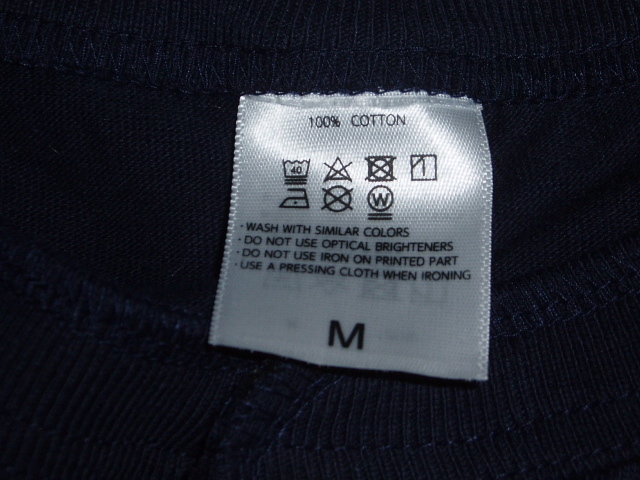 100% COTTON
40
W
· WASH WITH SIMILAR COLORS
· DO NOT USE OPTICAL BRIGHTENERS
· DO NOT USE IRON ON PRINTED PART
· USE A PRESSING CLOTH WHEN IRONING
M